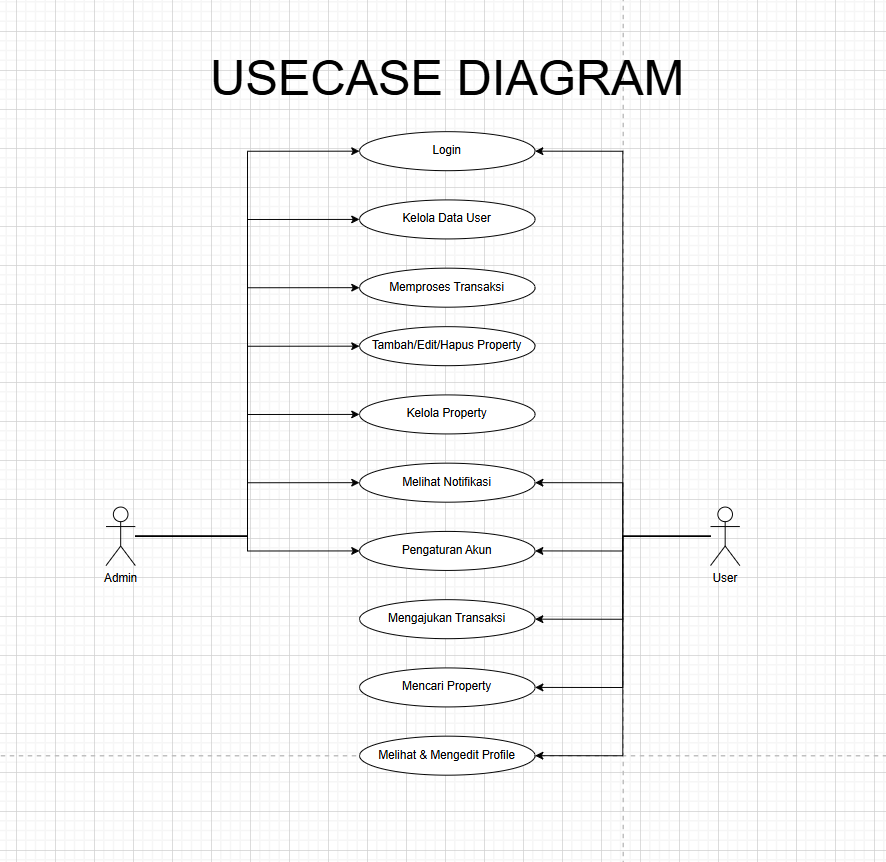 USECASE DIAGRAM
Login
Kelola Data User
Memproses Transaksi
Tambah/Edit/Hapus Property
Kelola Property
Melihat Notifikasi
Pengaturan Akun
Admin
User
Mengajukan Transaksi
Mencari Property
Melihat & Mengedit Profile